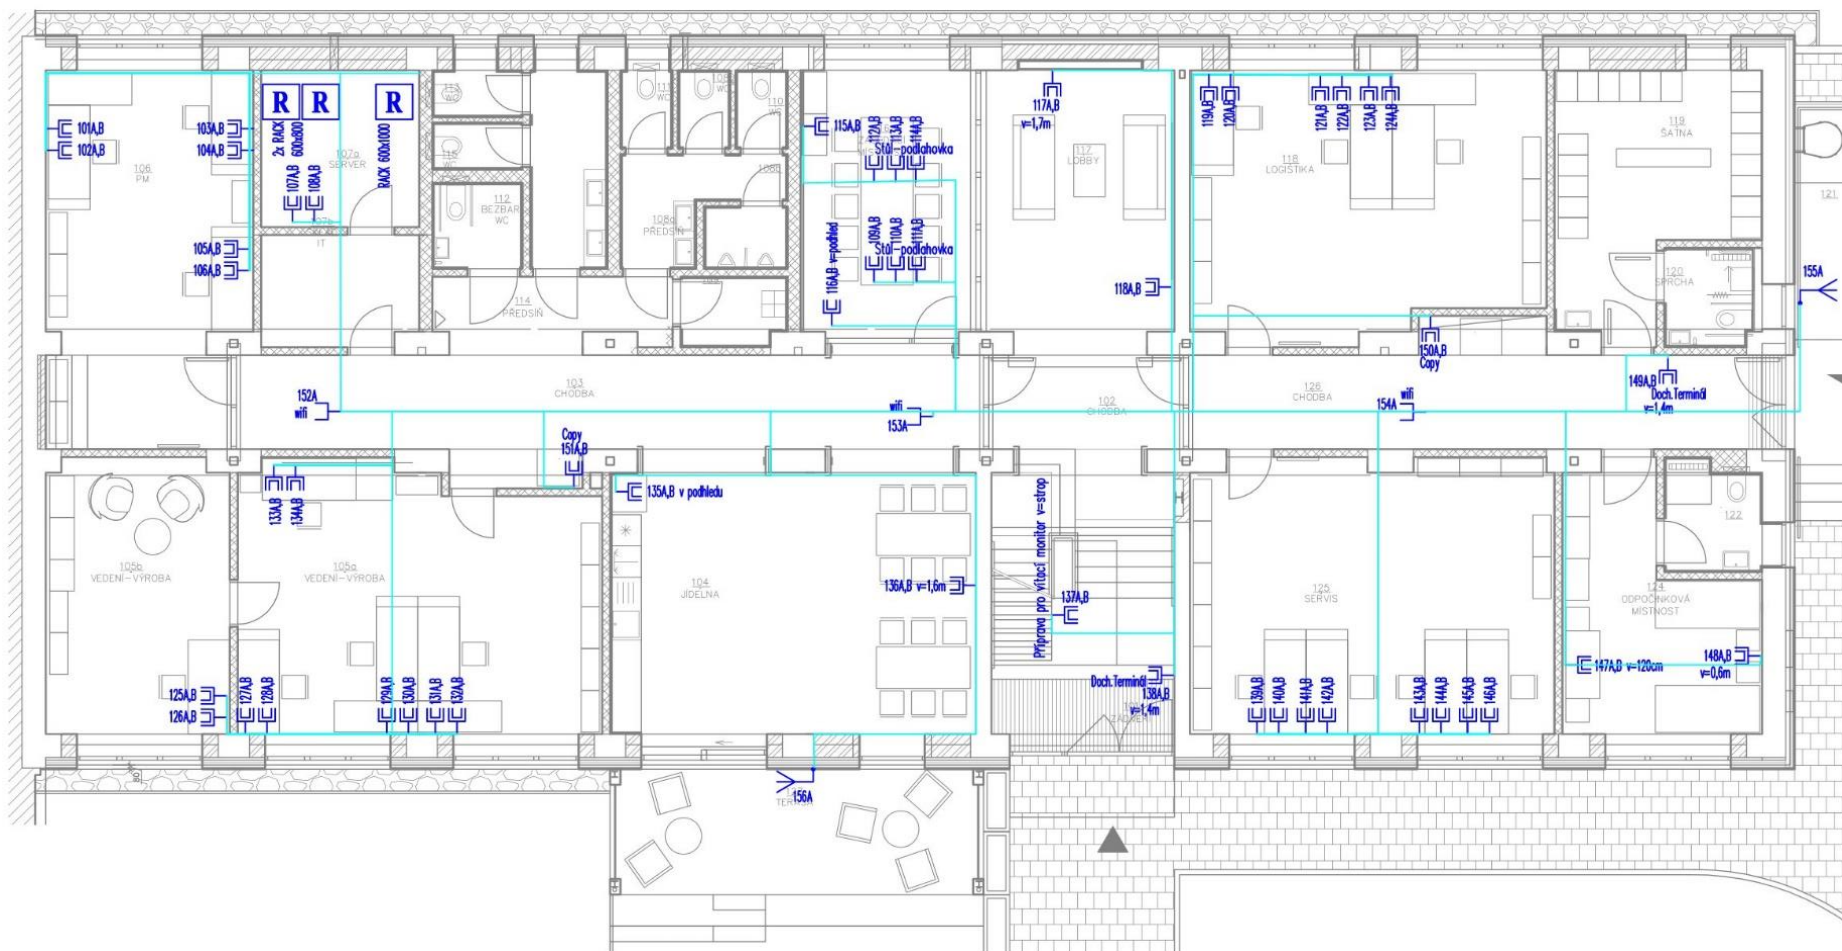 101A,B
102A,B
103A,B
104A,B
106
PM
105A,B
106A,B
R R R
2x RACK
600x800
RACK 600x1000
107a
SERVER
107A,B
108A,B
107b
IT
WC
WC
112
BEZBAR.
WC
114
PŘEDSÍŇ
WC
110
WC
108b
108a
PŘEDSÍŇ
115A,B
112A,B
113A,B
114A,B
Stůl-podlahovka
109A,B
110A,B
111A,B
Stůl-podlahovka
116A,B v=podhled
117A,B
v=1,7m
117
LOBBY
118A,B
119A,B
120A,B
121A,B
122A,B
123A,B
124A,B
118
LOGISTIKA
119
ŠATNA
120
SPRCHA
121
155A
150A,B
Copy
149A,B
Doch.Terminál
v=1,4m
152A
wifi
103
CHODBA
wifi
153A
102
CHODBA
126
CHODBA
wifi
154A
Copy
151A,B
133A,B
134A,B
135A,B v podhledu
105b
VEDENÍ-VÝROBA
105a
VEDENÍ-VÝROBA
104
JÍDELNA
136A,B v=1,6m
Příprava pro vítací monitor v=strop
137A,B
Doch.Terminál
138A,B
v=1,4m
125
SERVIS
122
124
ODPOČINKOVÁ
MÍSTNOST
147A,B v=120cm
148A,B
v=0,6m
125A,B
126A,B
127A,B
128A,B
129A,B
130A,B
131A,B
132A,B
139A,B
140A,B
141A,B
142A,B
143A,B
144A,B
145A,B
146A,B
156A